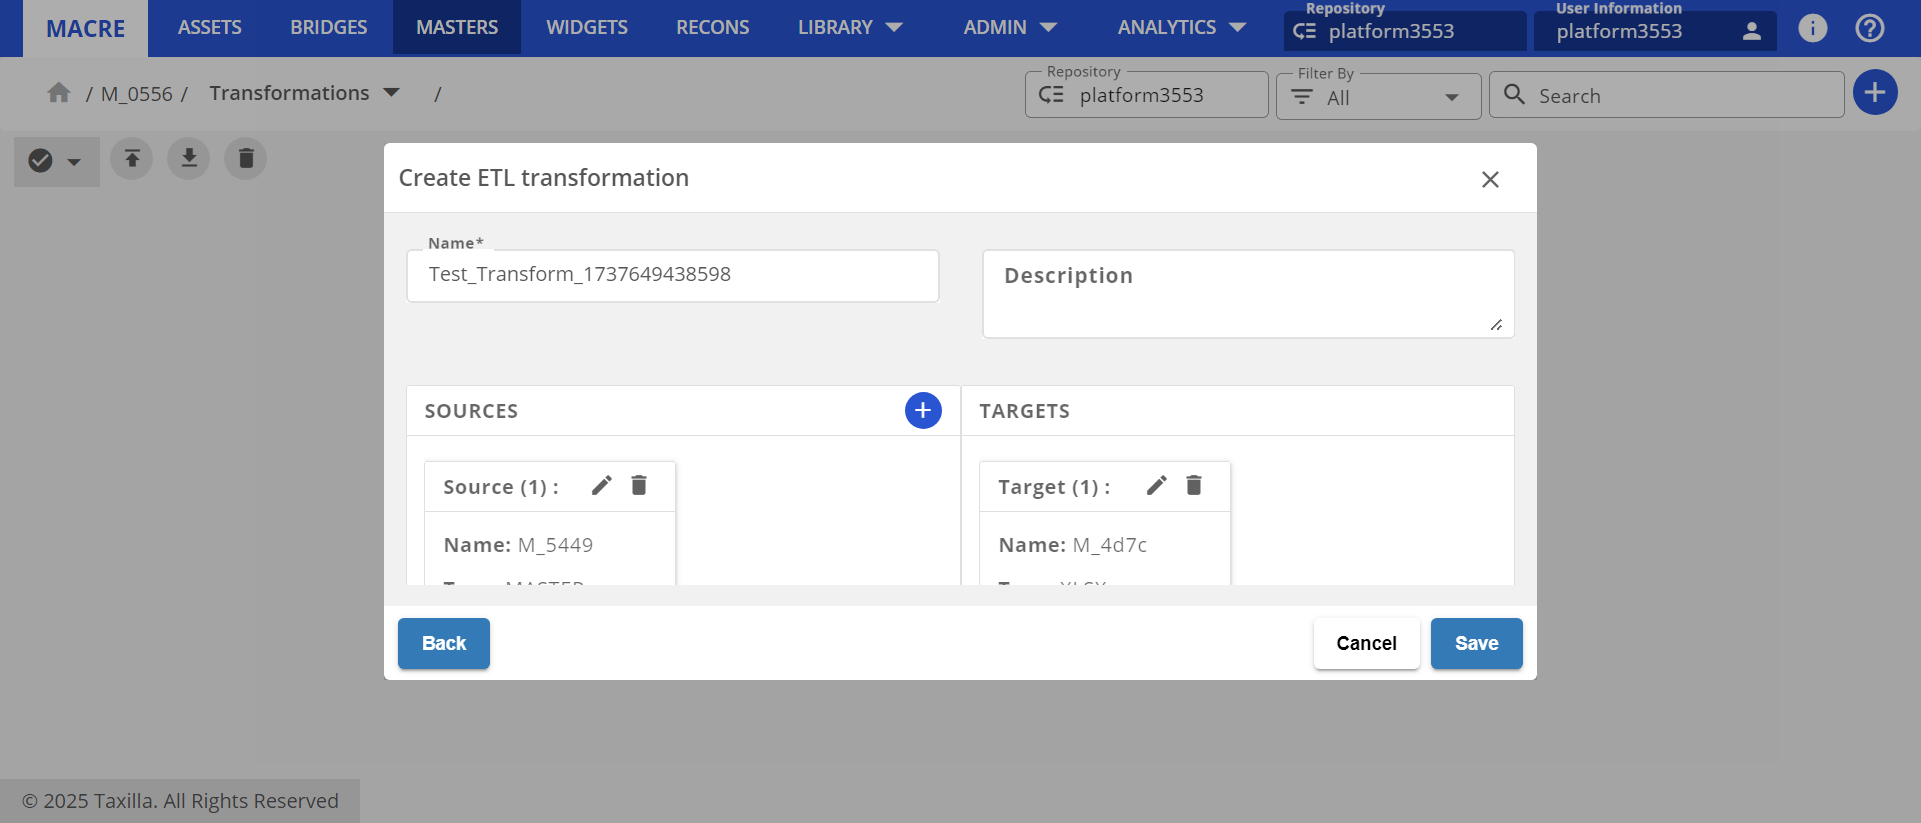 MACRE ASSETS BRIDGES MASTERS WIDGETS RECONS LIBRARY ADMIN ANALYTICS
Repository
platform3553
User Information
platform3553
/ M_0556 / Transformations /
Repository
platform3553
Filter By
All
Search
Create ETL transformation
Name*
Test_Transform_1737649438598
Description
SOURCES
TARGETS
Source (1) :
Name: M_5449
MASTER
Target (1) :
Name: M_4d7c
XLSX
Back
Cancel
Save
© 2025 Taxilla. All Rights Reserved